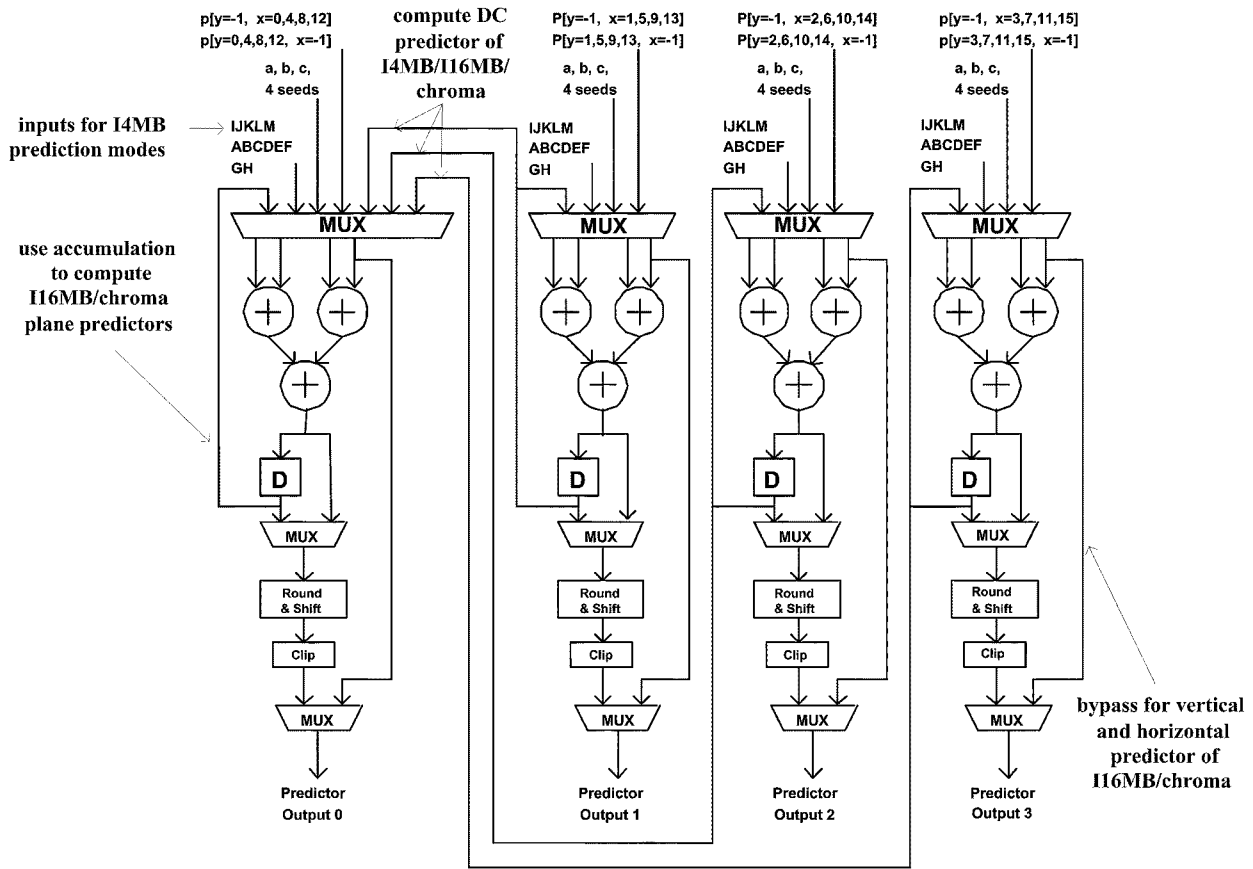 p[y=-1, x=0,4,8,12]
p[y=0,4,8,12, x=-1]
a, b, c,
4 seeds
IJKLM
ABCDEF
GH
compute DC
predictor of
I4MB/I16MB/
chroma
P[y=-1, x=1,5,9,13]
P[y=1,5,9,13, x=-1]
a, b, c,
4 seeds
IJKLM
ABCDEF
GH
P[y=-1, x=2,6,10,14]
P[y=2,6,10,14, x=-1]
a, b, c,
4 seeds
IJKLM
ABCDEF
GH
p[y=-1, x=3,7,11,15]
p[y=3,7,11,15, x=-1]
a, b, c,
4 seeds
IJKLM
ABCDEF
GH
inputs for I4MB
prediction modes
MUX
MUX
MUX
MUX
use accumulation
to compute
I16MB/chroma
plane predictors
D
D
D
D
MUX
MUX
MUX
MUX
Round
& Shift
Round
& Shift
Round
& Shift
Round
& Shift
Clip
Clip
Clip
Clip
MUX
MUX
MUX
MUX
bypass for vertical
and horizontal
predictor of
I16MB/chroma
Predictor
Output 0
Predictor
Output 1
Predictor
Output 2
Predictor
Output 3